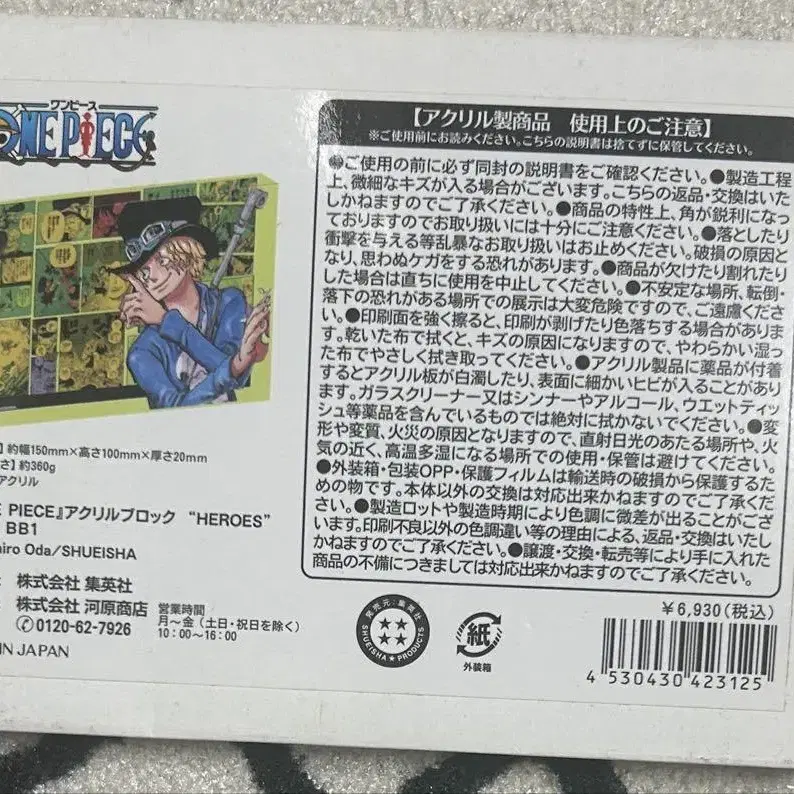 ワンピース
ONE PIECE
】約幅150mm×高さ100mm×厚さ20mm
さ】約360g
アクリル
E PIECE』アクリルブロック “HEROES”
BB1
hiro Oda/SHUEISHA
株式会社 集英社
株式会社 河原商店
0120-62-7926
営業時間
月～金（土日・祝日を除く）
10:00～16:00
IN JAPAN
【アクリル製商品 使用上のご注意】
※ご使用前にお読みください。こちらの説明書は捨てずに保管してください。
●ご使用の前に必ず同封の説明書をご確認ください。●製造工程
上、微細なキズが入る場合がございます。こちらの返品・交換はいた
しかねますのでご了承ください。●商品の特性上、角が鋭利になっ
ておりますのでお取り扱いには十分にご注意ください。●落としたり
衝撃を与える等乱暴なお取り扱いはお止めください。破損の原因と
なり、思わぬケガをする恐れがあります。●商品が欠けたり割れたり
した場合は直ちに使用を中止してください。●不安定な場所、転倒・
落下の恐れがある場所での展示は大変危険ですので、ご遠慮くださ
い。●印刷面を強く擦ると、印刷が剥げたり色落ちする場合がありま
す。乾いた布で拭くと、キズの原因になりますので、やわらかい湿っ
た布でやさしく拭き取ってください。●アクリル製品に薬品が付着
するとアクリル板が白濁したり、表面に細かいヒビが入ることがあり
ます。ガラスクリーナー又はシンナーやアルコール、ウエットティッ
シュ等薬品を含んでいるものでは絶対に拭かないでください。●変
形や変質、火災の原因となりますので、直射日光のあたる場所や、火
気の近く、高温多湿になる場所での使用・保管は避けてください。
●外装箱・包装OPP・保護フィルムは輸送時の破損から保護するた
めの物です。本体以外の交換は対応出来かねますのでご了承くださ
い。●製造ロットや製造時期により色調に微差が出ることがござ
います。印刷不良以外の色調違い等の理由による、返品・交換はいたし
かねますのでご了承ください。●譲渡・交換・転売等により手に入れた
商品の不備につきましては対応出来かねますのでご了承ください。
発売元：集英社
SHUEISHA PRODUCTS
紙
外装箱
￥6,930（税込）
4 530430 423125